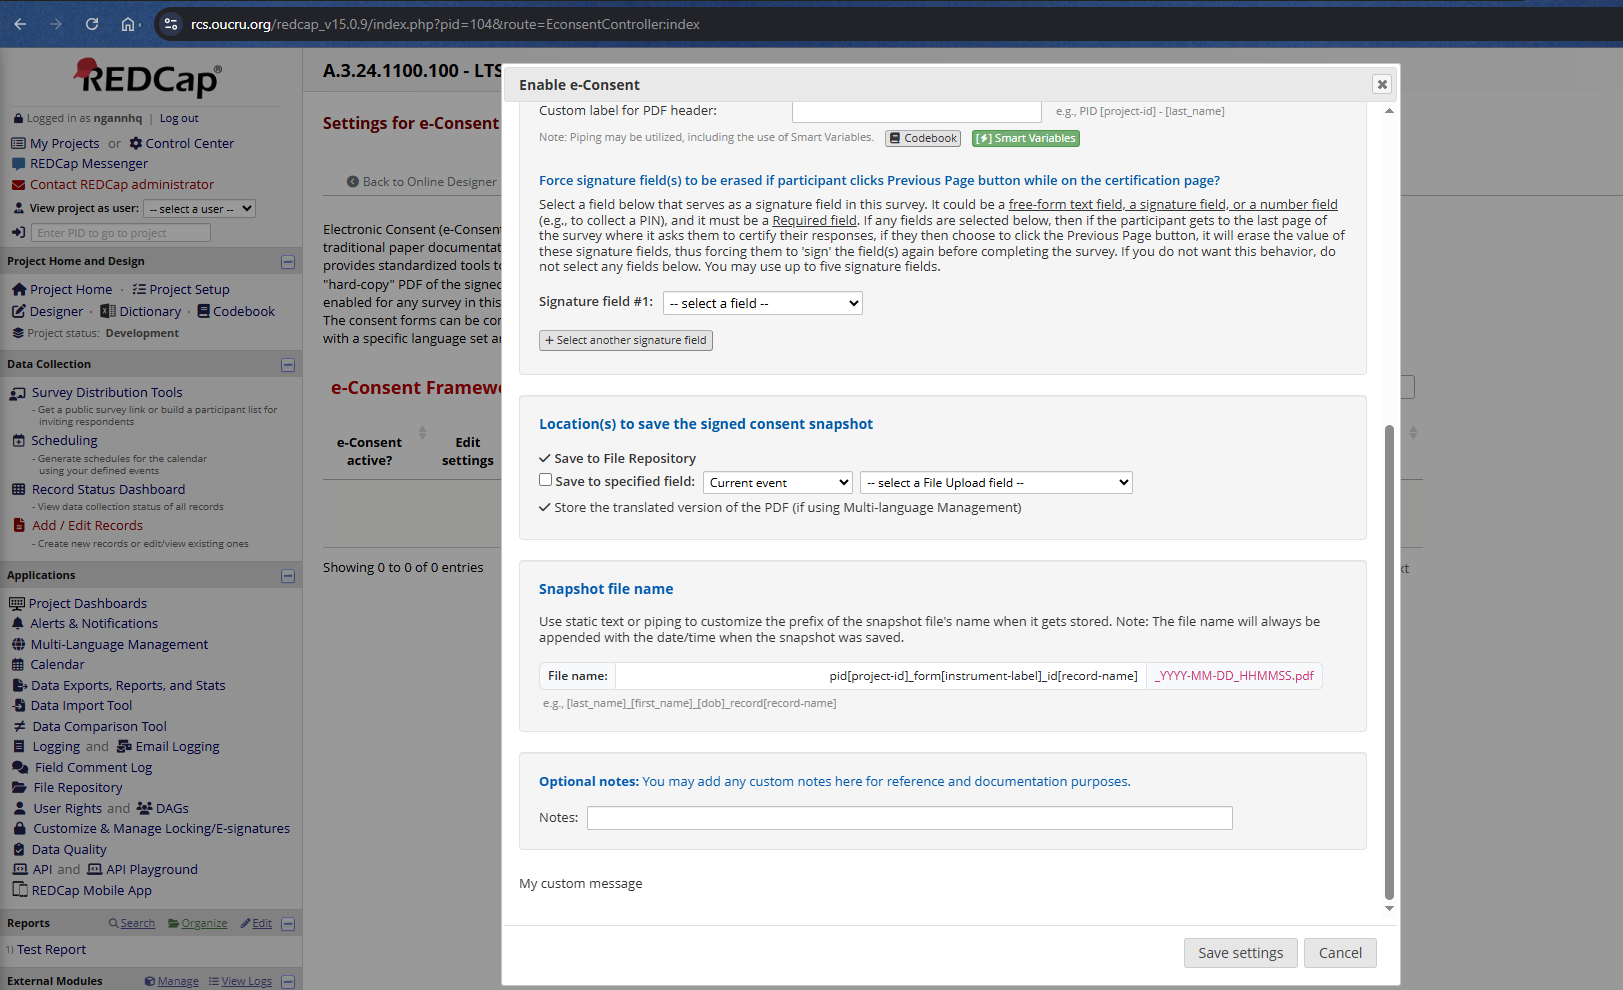 rcs.oucru.org/redcap_v15.0.9/index.php?pid=104&route=EconsentController:index
REDCap®
Logged in as ngannhq | Log out
My Projects or Control Center
REDCap Messenger
Contact REDCap administrator
View project as user: -- select a user --
Enter PID to go to project
Project Home and Design
Project Home · Project Setup
Designer · Dictionary · Codebook
Project status: Development
Data Collection
Survey Distribution Tools
- Get a public survey link or build a participant list for
inviting respondents
Scheduling
- Generate schedules for the calendar
using your defined events
Record Status Dashboard
- View data collection status of all records
Add / Edit Records
- Create new records or edit/view existing ones
Applications
Project Dashboards
Alerts & Notifications
Multi-Language Management
Calendar
Data Exports, Reports, and Stats
Data Import Tool
Data Comparison Tool
Logging and Email Logging
Field Comment Log
File Repository
User Rights and DAGs
Customize & Manage Locking/E-signatures
Data Quality
API and API Playground
REDCap Mobile App
Reports Search Organize Edit
1) Test Report
External Modules Manage View Logs
A.3.24.1100.100 - LTS
Settings for e-Consent
Back to Online Designer
Electronic Consent (e-Consent
traditional paper documentat
provides standardized tools to
"hard-copy" PDF of the signed
enabled for any survey in this
The consent forms can be cor
with a specific language set a
e-Consent Framewo
e-Consent active?
Edit settings
Showing 0 to 0 of 0 entries
xt
Enable e-Consent
Custom label for PDF header: e.g., PID [project-id] - [last_name]
Note: Piping may be utilized, including the use of Smart Variables. Codebook [⚡] Smart Variables
Force signature field(s) to be erased if participant clicks Previous Page button while on the certification page?
Select a field below that serves as a signature field in this survey. It could be a free-form text field, a signature field, or a number field
(e.g., to collect a PIN), and it must be a Required field. If any fields are selected below, then if the participant gets to the last page of
the survey where it asks them to certify their responses, if they then choose to click the Previous Page button, it will erase the value of
these signature fields, thus forcing them to 'sign' the field(s) again before completing the survey. If you do not want this behavior, do
not select any fields below. You may use up to five signature fields.
Signature field #1: -- select a field --
+ Select another signature field
Location(s) to save the signed consent snapshot
Save to File Repository
Save to specified field: Current event -- select a File Upload field --
Store the translated version of the PDF (if using Multi-language Management)
Snapshot file name
Use static text or piping to customize the prefix of the snapshot file's name when it gets stored. Note: The file name will always be
appended with the date/time when the snapshot was saved.
File name: pid[project-id]_form[instrument-label]_id[record-name] _YYYY-MM-DD_HHMMSS.pdf
e.g., [last_name]_[first_name]_[dob]_record[record-name]
Optional notes: You may add any custom notes here for reference and documentation purposes.
Notes:
My custom message
Save settings Cancel